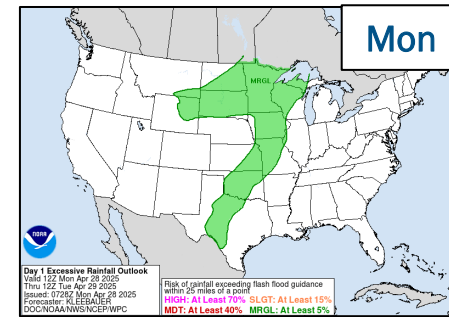 Mon
MRGL
NOAA
Day 1 Excessive Rainfall Outlook
Valid 12Z Mon Apr 28 2025
Thru 12Z Tue Apr 29 2025
Issued: 0728Z Mon Apr 28 2025
Forecaster: KLEEBAUER
DOC/NOAA/NWS/NCEP/WPC
Risk of rainfall exceeding flash flood guidance
within 25 miles of a point
HIGH: At Least 70% SLGT: At Least 15%
MDT: At Least 40% MRGL: At Least 5%